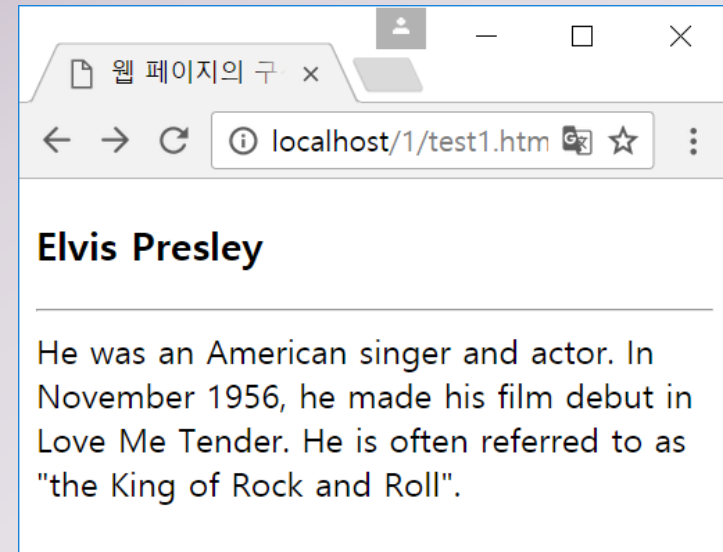 웹 페이지의 구
localhost/1/test1.htm
Elvis Presley
He was an American singer and actor. In
November 1956, he made his film debut in
Love Me Tender. He is often referred to as
"the King of Rock and Roll".